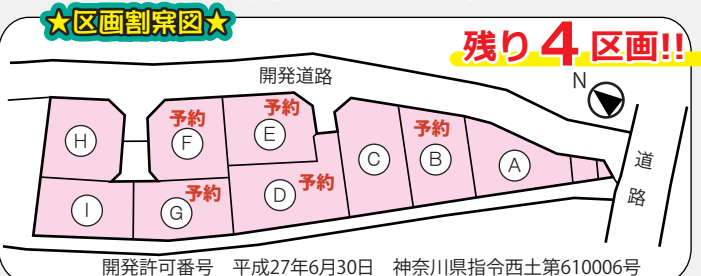 ★区画割案図★
残り4区画!!
開発道路
N
予約
予約
予約
H
F
E
C
B
A
道路
予約
予約
I
G
D
開発許可番号 平成27年6月30日 神奈川県指令西土第610006号